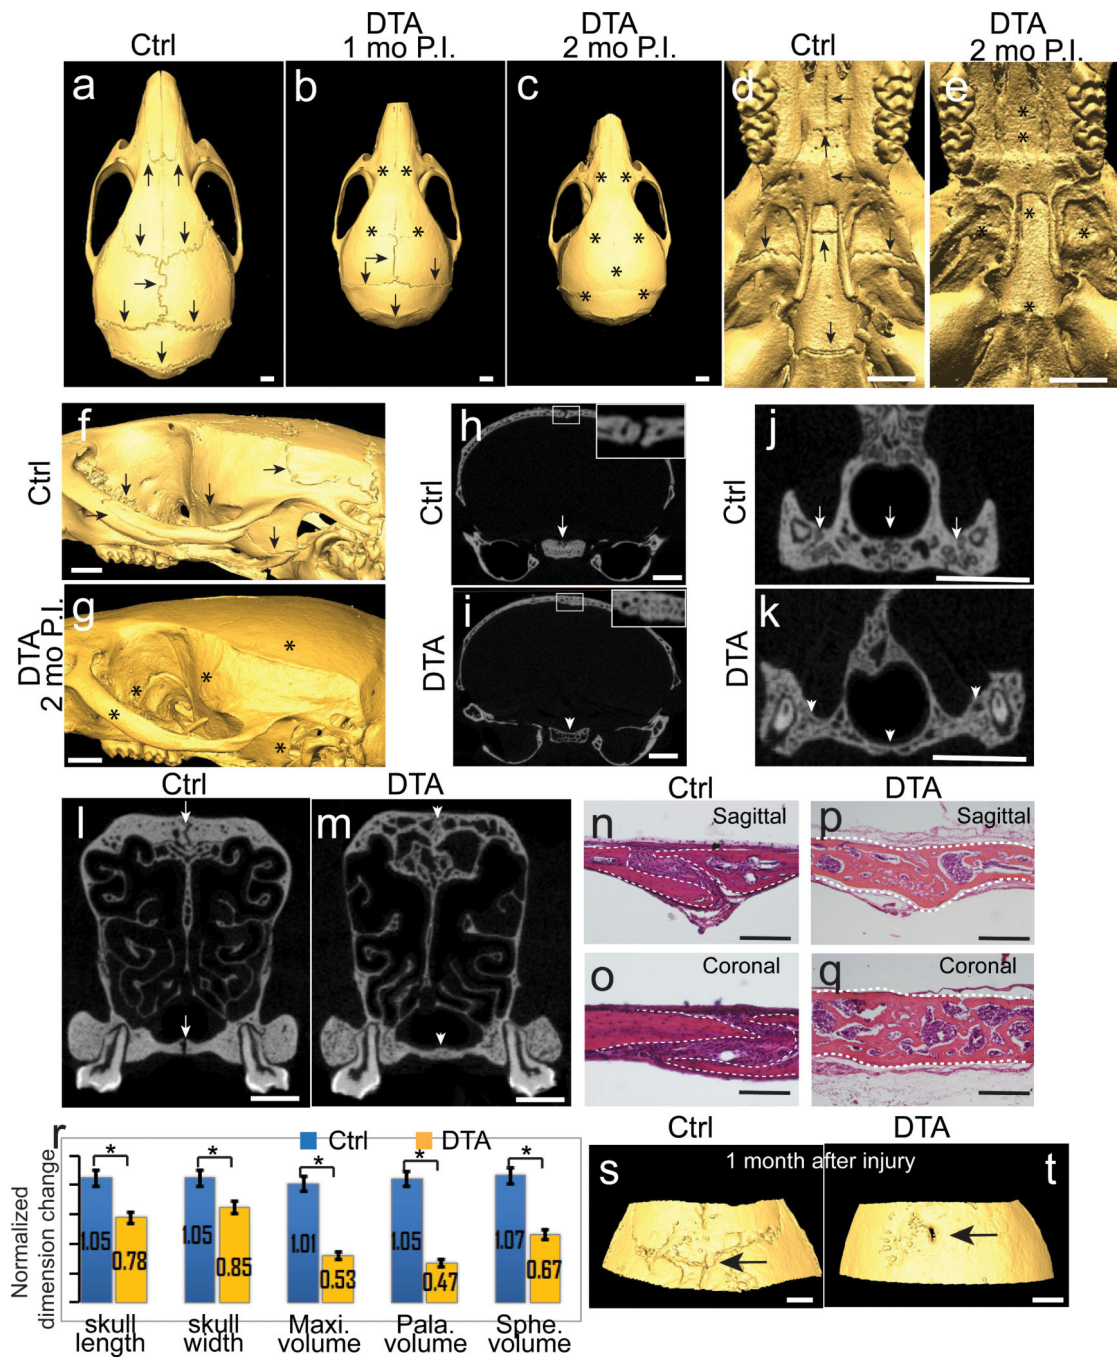 Ctrl
DTA
1 mo P.I.
DTA
2 mo P.I.
Ctrl
DTA
2 mo P.I.
a
b
c
d
e
* *
* *
* *
* *
*
* *
*
*
*
* *
*
Ctrl
f
DTA
2 mo P.I.
g
*
*
*
*
*
Ctrl
h
DTA
i
Ctrl
j
DTA
k
Ctrl
DTA
l
m
Ctrl
DTA
n
Sagittal
p
Sagittal
o
Coronal
q
Coronal
r
Ctrl
DTA
Normalized
dimension change
* * * * *
1.05
0.78
1.05
0.85
1.01
0.53
1.05
0.47
1.07
0.67
skull
length
skull
width
Maxi.
volume
Pala.
volume
Sphe.
volume
Ctrl
DTA
1 month after injury
s
t